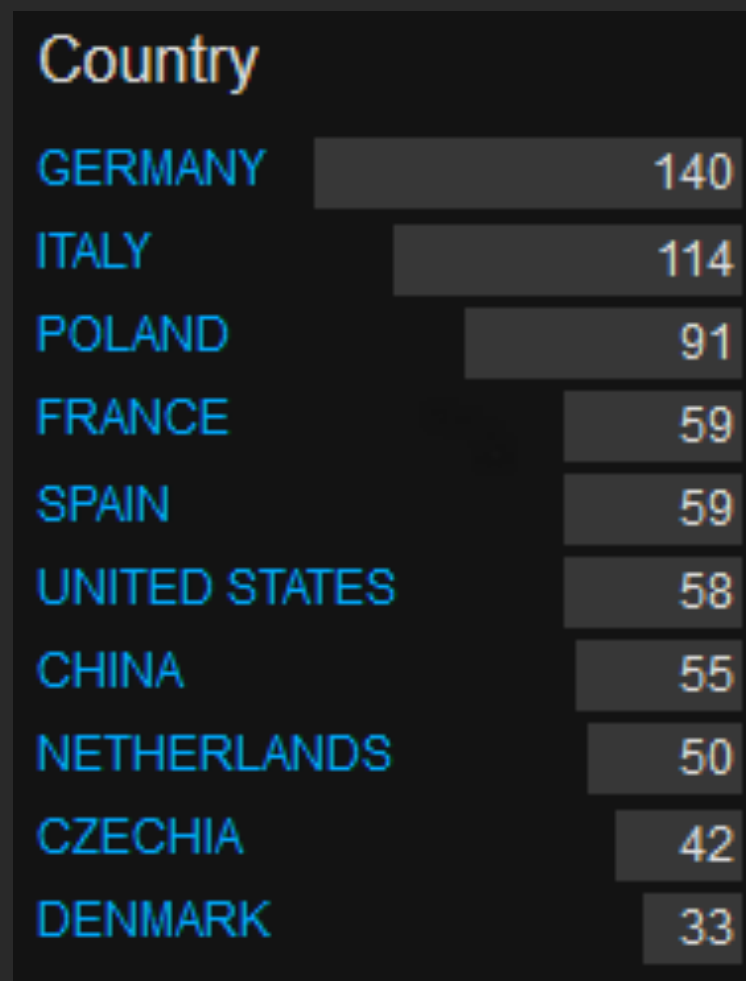 Country
GERMANY 140
ITALY 114
POLAND 91
FRANCE 59
SPAIN 59
UNITED STATES 58
CHINA 55
NETHERLANDS 50
CZECHIA 42
DENMARK 33